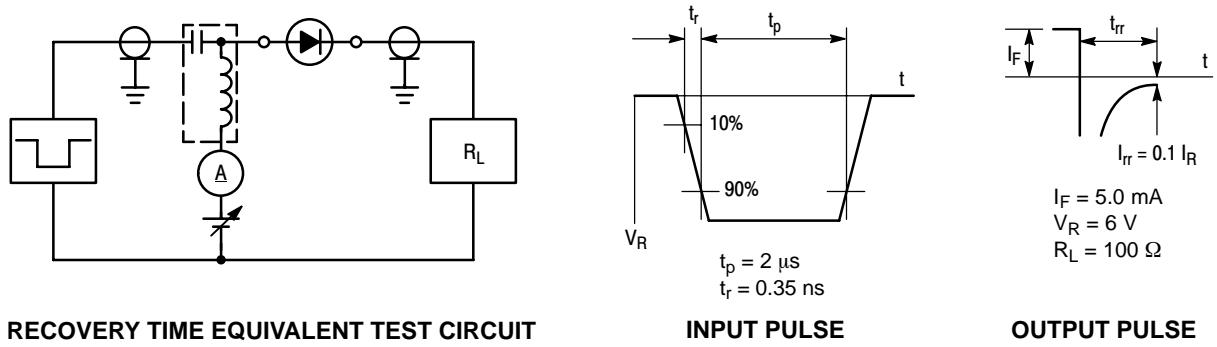 A
R_L
RECOVERY TIME EQUIVALENT TEST CIRCUIT
t_r
t_p
t
10%
90%
V_R
t_p = 2 μs
t_r = 0.35 ns
INPUT PULSE
t_rr
t
I_F
I_rr = 0.1 I_R
I_F = 5.0 mA
V_R = 6 V
R_L = 100 Ω
OUTPUT PULSE